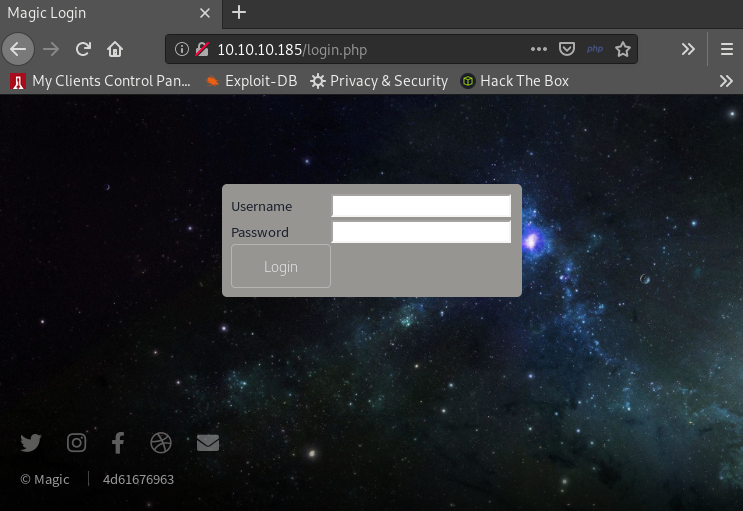 Magic Login
10.10.10.185/login.php
php
My Clients Control Pan... Exploit-DB Privacy & Security Hack The Box
Username
Password
Login
© Magic 4d61676963